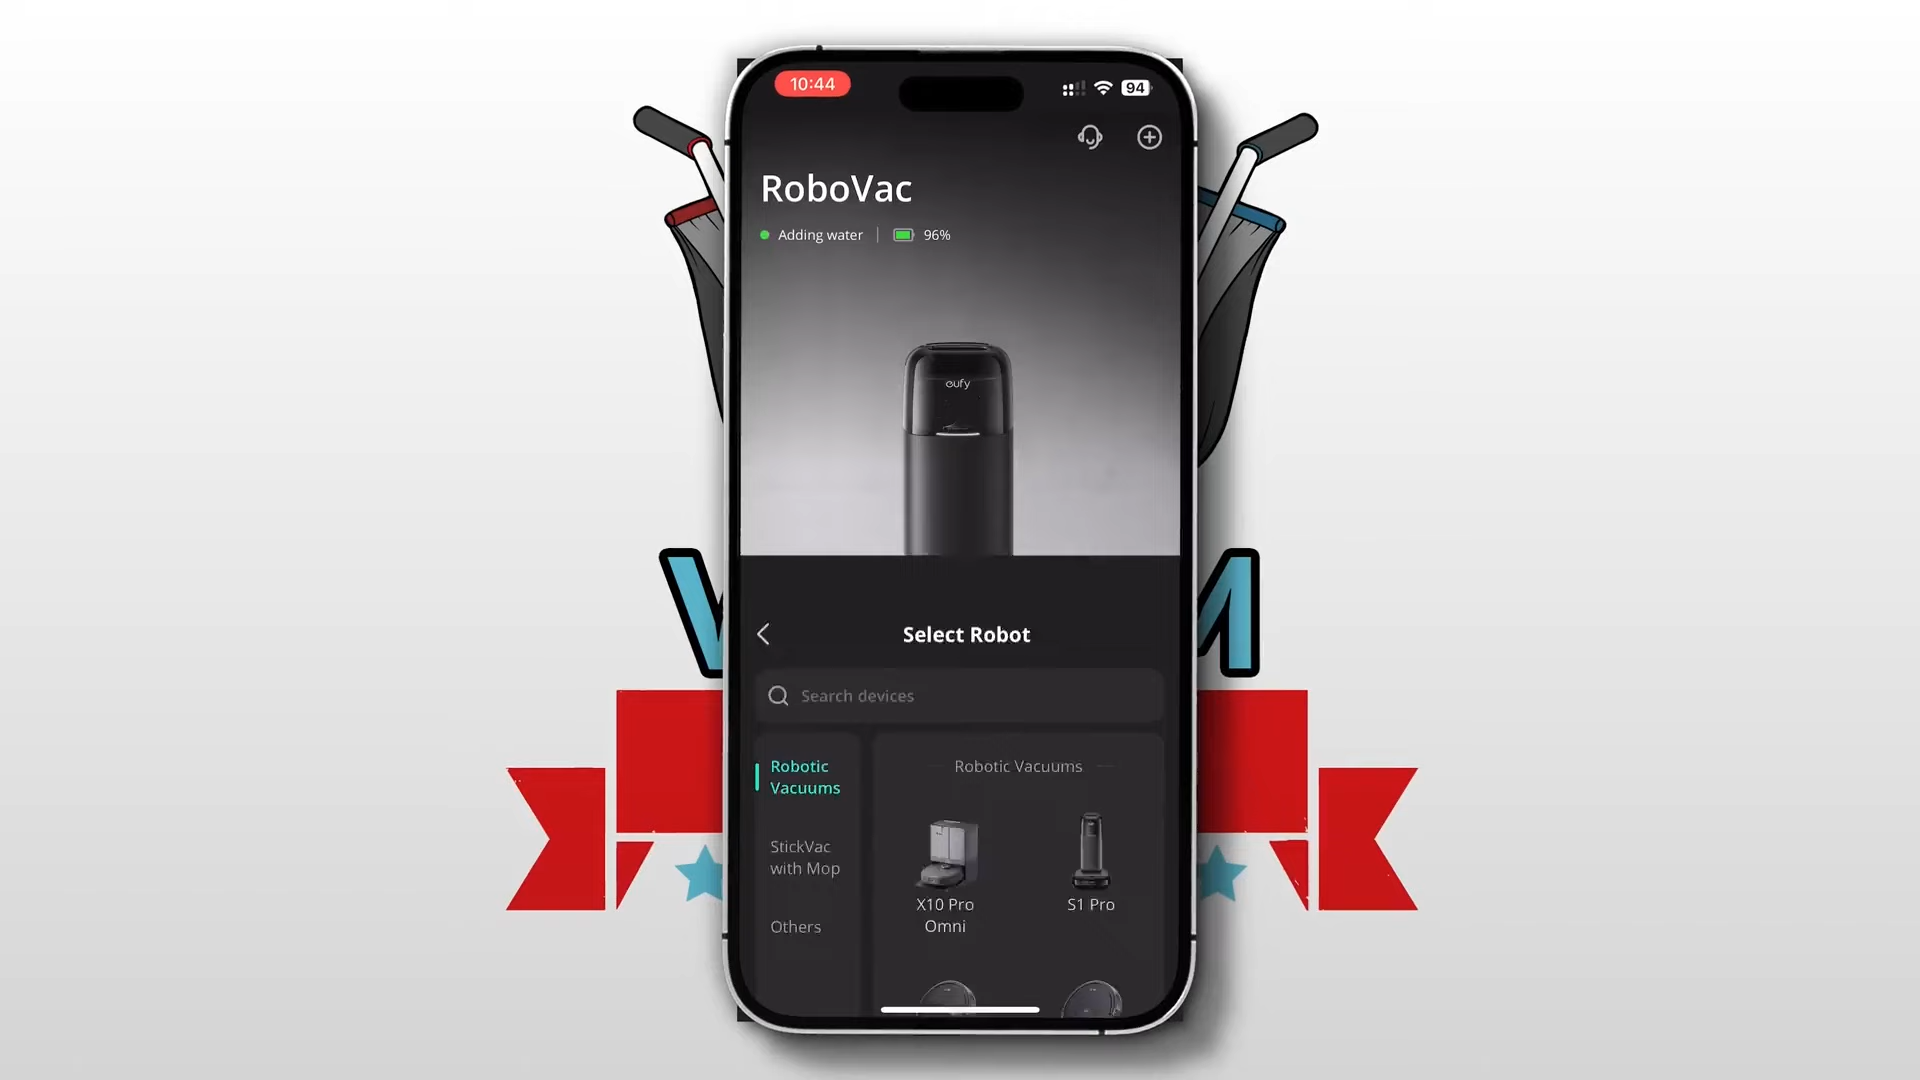 10:44
94
RoboVac
Adding water | 96%
eufy
Select Robot
Search devices
Robotic
Vacuums
StickVac
with Mop
Others
Robotic Vacuums
X10 Pro
Omni
S1 Pro
V
M